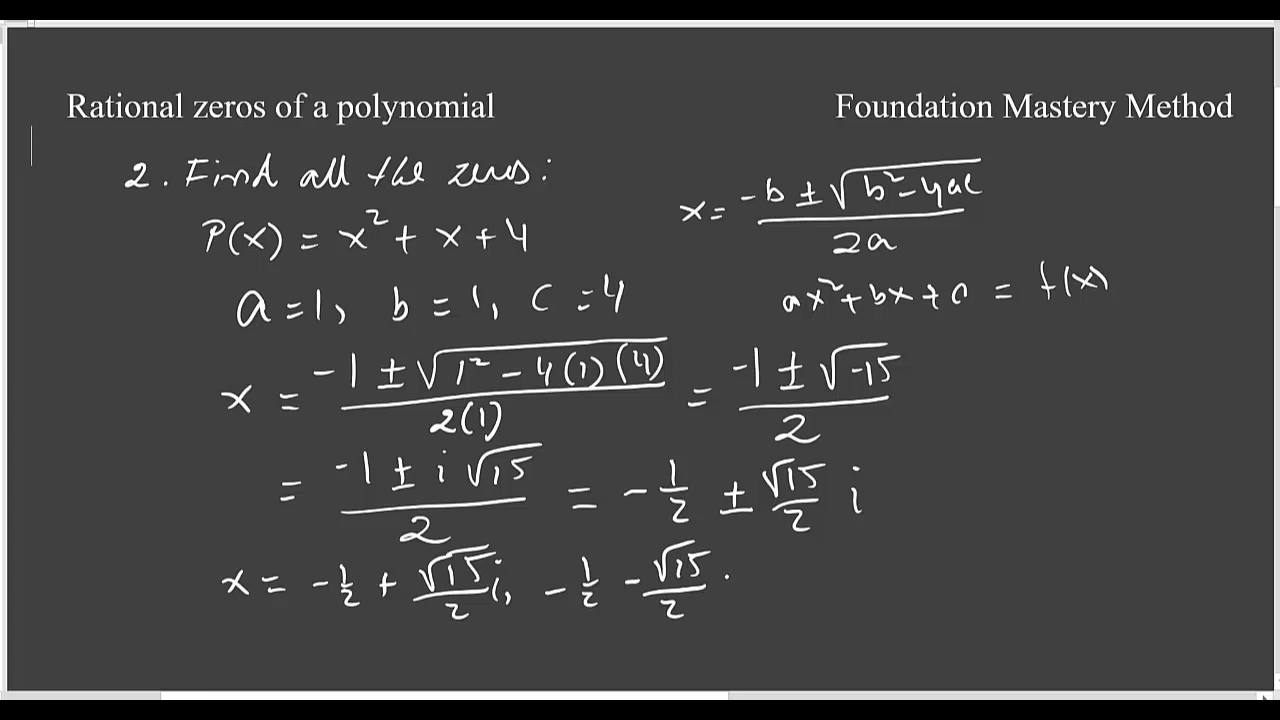 Rational zeros of a polynomial
Foundation Mastery Method
2. Find all the zeros:
P(x) = x² + x + 4
a = 1, b = 1, c = 4
x = (-b ± √(b² - 4ac)) / 2a
ax² + bx + c = f(x)
x = (-1 ± √(1² - 4(1)(4))) / 2(1) = (-1 ± √-15) / 2
= (-1 ± i√15) / 2 = -1/2 ± √15/2 i
x = -1/2 + √15/2 i, -1/2 - √15/2 .